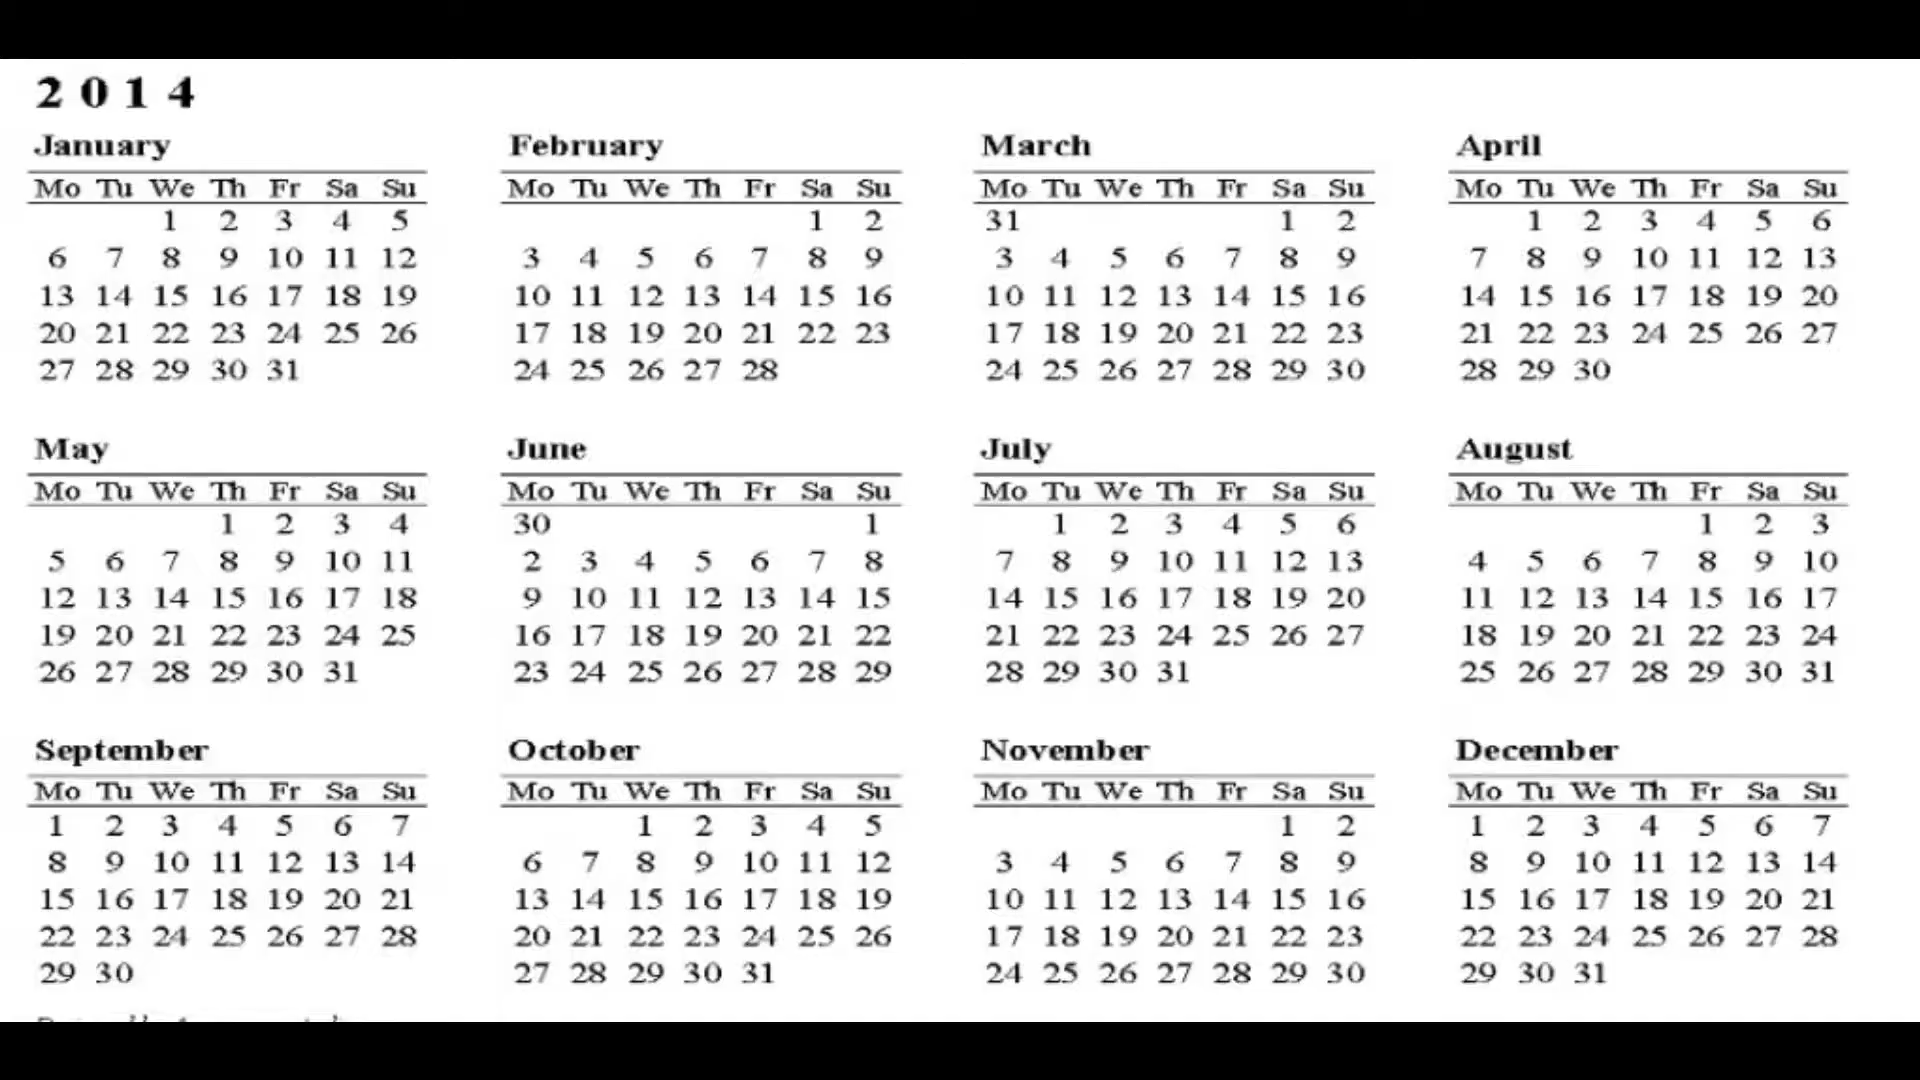 2 0 1 4
January
Mo Tu We Th Fr Sa Su
1 2 3 4 5
6 7 8 9 10 11 12
13 14 15 16 17 18 19
20 21 22 23 24 25 26
27 28 29 30 31
February
Mo Tu We Th Fr Sa Su
1 2
3 4 5 6 7 8 9
10 11 12 13 14 15 16
17 18 19 20 21 22 23
24 25 26 27 28
March
Mo Tu We Th Fr Sa Su
31 1 2
3 4 5 6 7 8 9
10 11 12 13 14 15 16
17 18 19 20 21 22 23
24 25 26 27 28 29 30
April
Mo Tu We Th Fr Sa Su
1 2 3 4 5 6
7 8 9 10 11 12 13
14 15 16 17 18 19 20
21 22 23 24 25 26 27
28 29 30
May
Mo Tu We Th Fr Sa Su
1 2 3 4
5 6 7 8 9 10 11
12 13 14 15 16 17 18
19 20 21 22 23 24 25
26 27 28 29 30 31
June
Mo Tu We Th Fr Sa Su
30 1
2 3 4 5 6 7 8
9 10 11 12 13 14 15
16 17 18 19 20 21 22
23 24 25 26 27 28 29
July
Mo Tu We Th Fr Sa Su
1 2 3 4 5 6
7 8 9 10 11 12 13
14 15 16 17 18 19 20
21 22 23 24 25 26 27
28 29 30 31
August
Mo Tu We Th Fr Sa Su
1 2 3
4 5 6 7 8 9 10
11 12 13 14 15 16 17
18 19 20 21 22 23 24
25 26 27 28 29 30 31
September
Mo Tu We Th Fr Sa Su
1 2 3 4 5 6 7
8 9 10 11 12 13 14
15 16 17 18 19 20 21
22 23 24 25 26 27 28
29 30
October
Mo Tu We Th Fr Sa Su
1 2 3 4 5
6 7 8 9 10 11 12
13 14 15 16 17 18 19
20 21 22 23 24 25 26
27 28 29 30 31
November
Mo Tu We Th Fr Sa Su
1 2
3 4 5 6 7 8 9
10 11 12 13 14 15 16
17 18 19 20 21 22 23
24 25 26 27 28 29 30
December
Mo Tu We Th Fr Sa Su
1 2 3 4 5 6 7
8 9 10 11 12 13 14
15 16 17 18 19 20 21
22 23 24 25 26 27 28
29 30 31